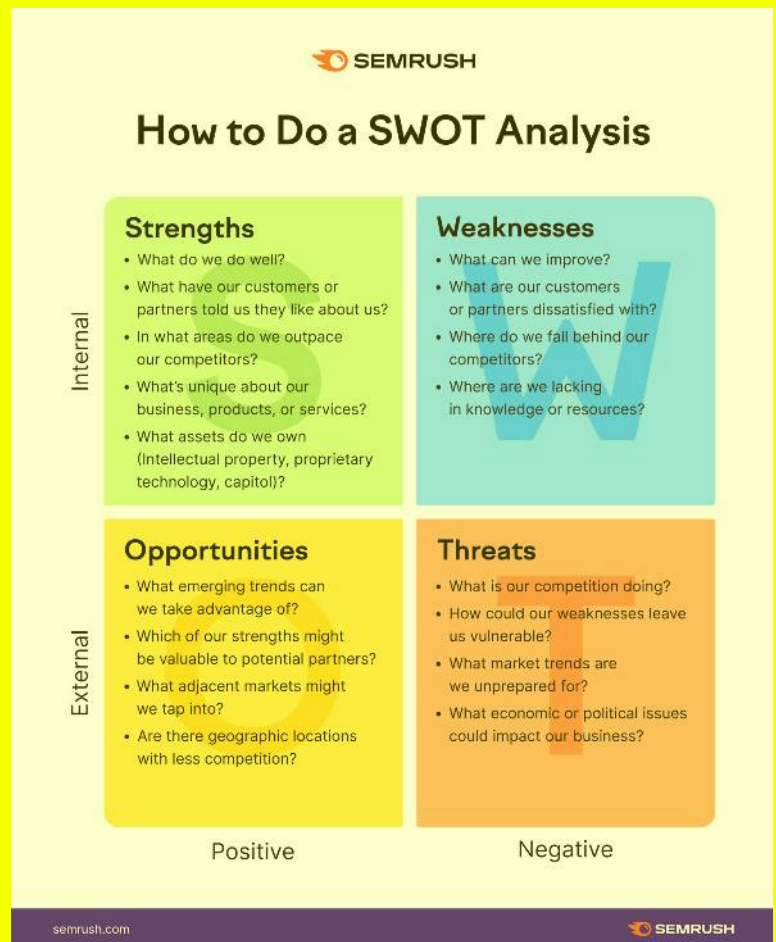 SEMRUSH
How to Do a SWOT Analysis
Internal
Strengths
• What do we do well?
• What have our customers or
partners told us they like about us?
• In what areas do we outpace
our competitors?
• What's unique about our
business, products, or services?
• What assets do we own
(Intellectual property, proprietary
technology, capitol)?
S
Weaknesses
• What can we improve?
• What are our customers
or partners dissatisfied with?
• Where do we fall behind our
competitors?
• Where are we lacking
in knowledge or resources?
W
External
Opportunities
• What emerging trends can
we take advantage of?
• Which of our strengths might
be valuable to potential partners?
• What adjacent markets might
we tap into?
• Are there geographic locations
with less competition?
O
Threats
• What is our competition doing?
• How could our weaknesses leave
us vulnerable?
• What market trends are
we unprepared for?
• What economic or political issues
could impact our business?
T
Positive
Negative
semrush.com
SEMRUSH